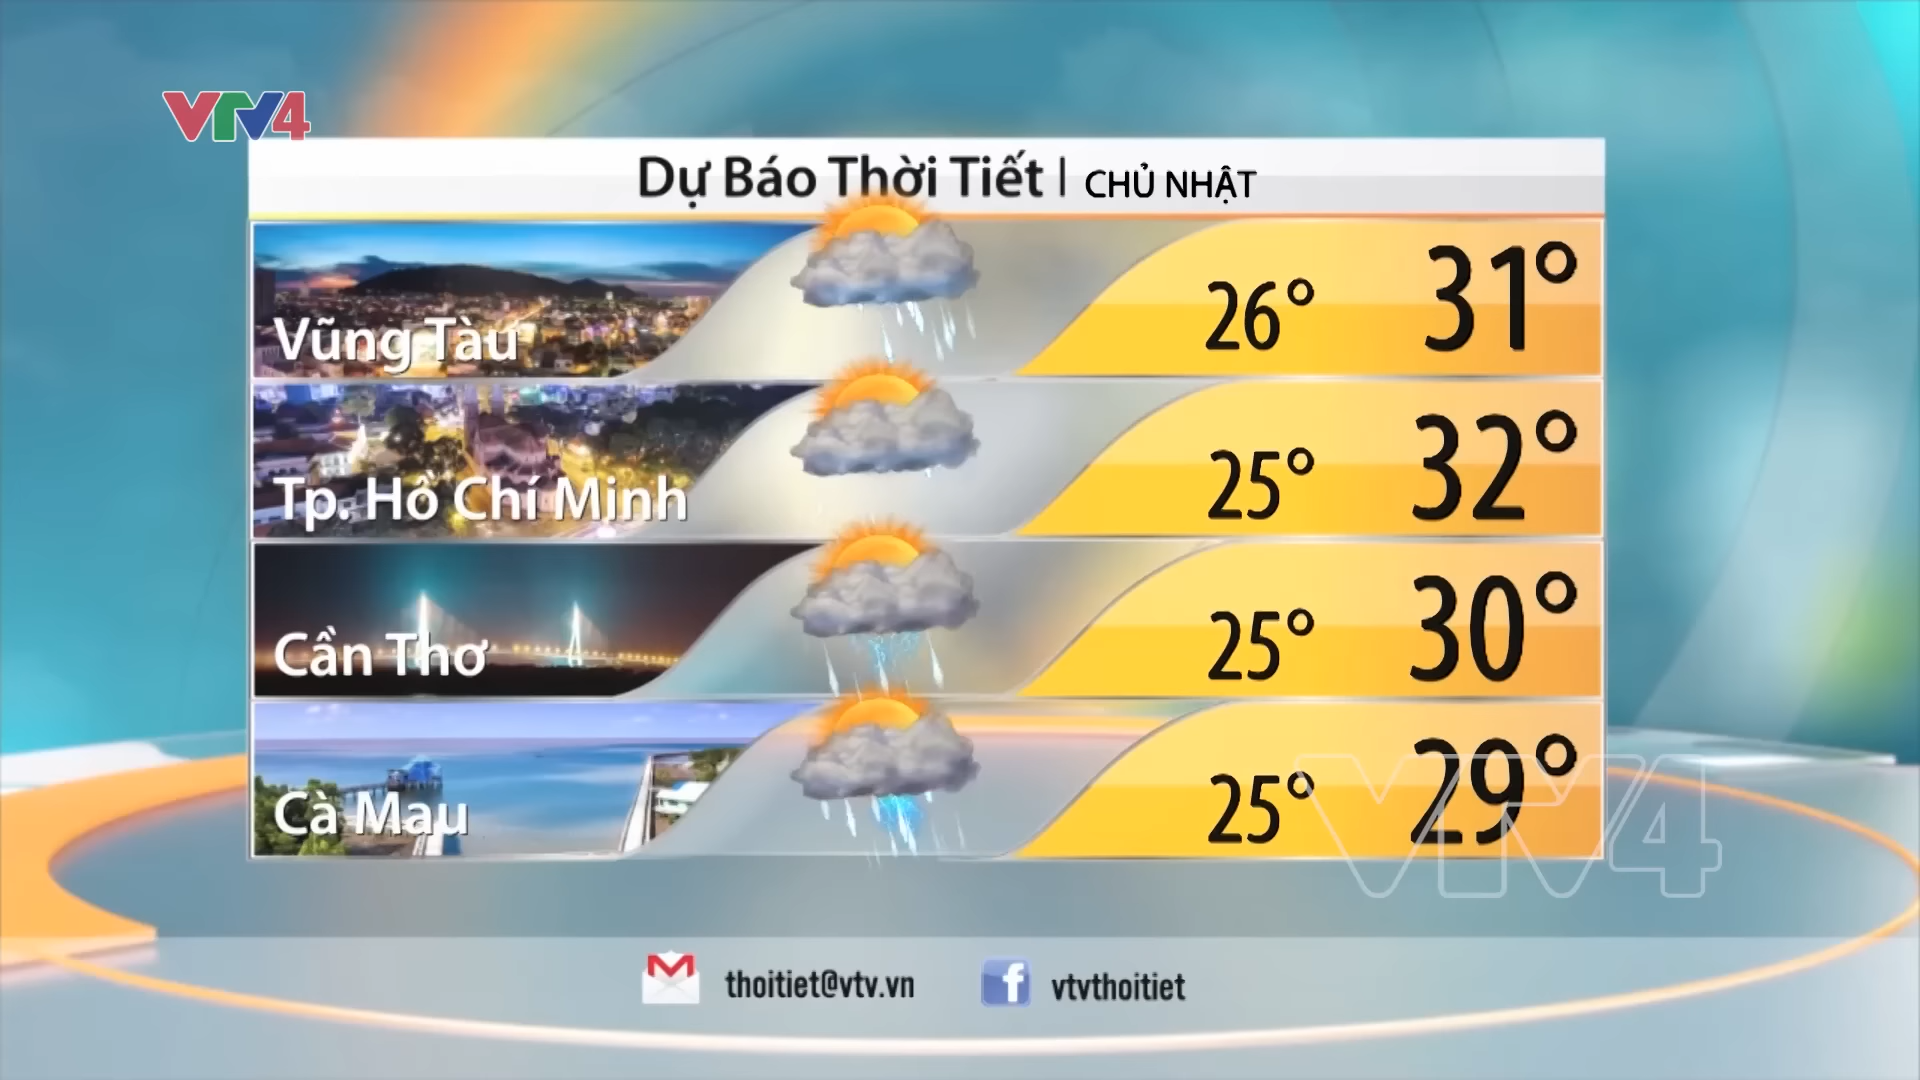 VTV4
Dự Báo Thời Tiết | CHỦ NHẬT
Vũng Tàu 26° 31°
Tp. Hồ Chí Minh 25° 32°
Cần Thơ 25° 30°
Cà Mau 25° 29°
VTV4
thoitiet@vtv.vn f vtvthoitiet